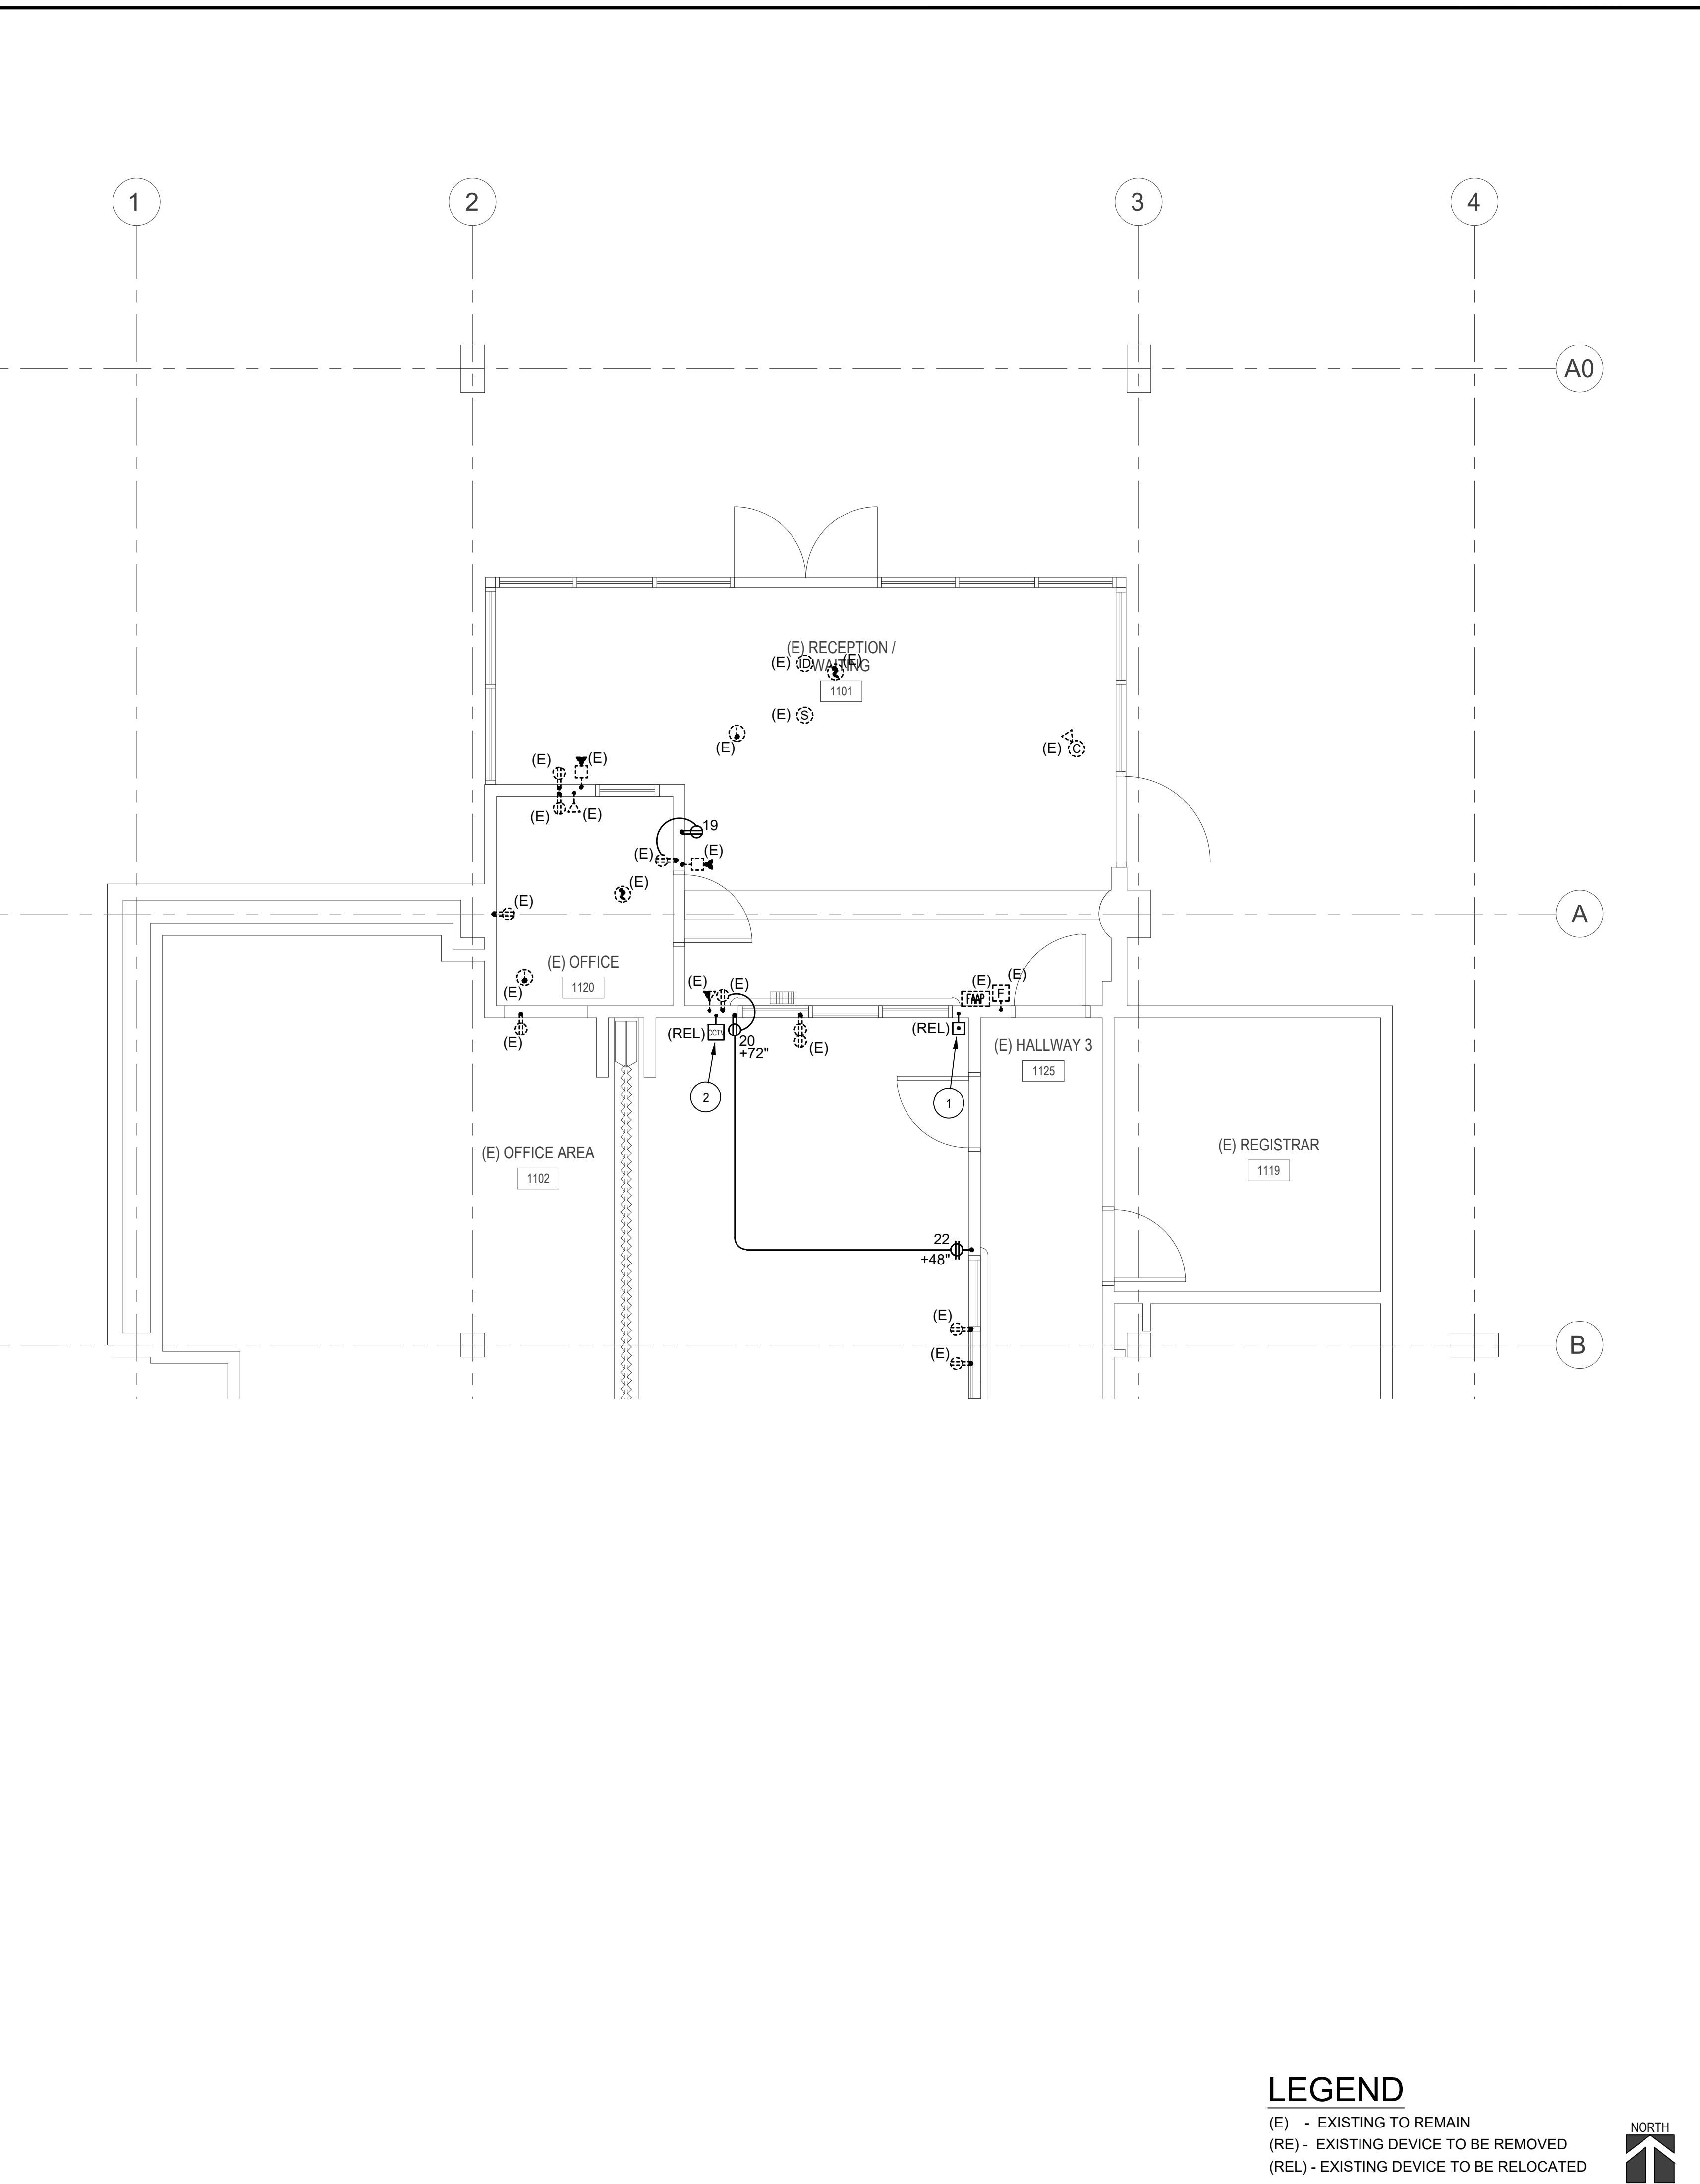 1
2
3
4
A0
(E) RECEPTION /
WAITING
(E)
ID
(E)
1101
(E)
S
(E)
(E)
C
(E)
(E)
(E)
(E)
19
(E)
(E)
(E)
(E)
A
(E) OFFICE
1120
(E)
(E)
(E)
(E)
(E)
FAAP
F
(REL)
CCTV
20
+72"
(E)
(REL)
(E)
(E) HALLWAY 3
1125
2
1
(E) OFFICE AREA
1102
(E) REGISTRAR
1119
22
+48"
(E)
(E)
B
LEGEND
(E) - EXISTING TO REMAIN
(RE) - EXISTING DEVICE TO BE REMOVED
(REL) - EXISTING DEVICE TO BE RELOCATED
NORTH